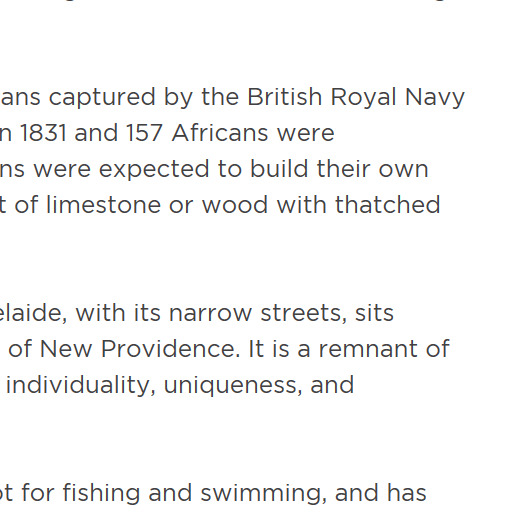 ans captured by the British Royal Navy
n 1831 and 157 Africans were
ns were expected to build their own
t of limestone or wood with thatched
elaide, with its narrow streets, sits
of New Providence. It is a remnant of
individuality, uniqueness, and
ot for fishing and swimming, and has